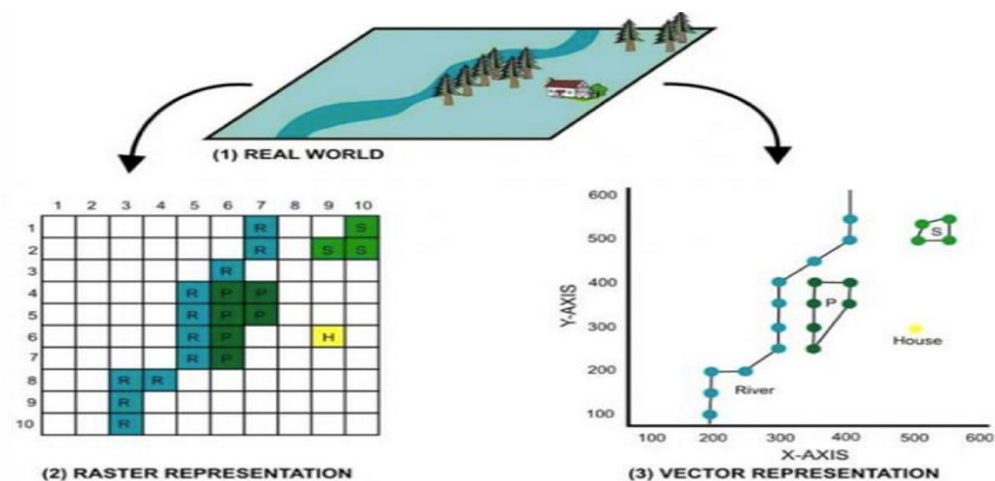 (1) REAL WORLD
1 2 3 4 5 6 7 8 9 10
1 R S
2 R S S
3 R
4 R P P
5 R P P
6 R P H
7 R P
8 R R
9 R
10 R
(2) RASTER REPRESENTATION
600
500
400
300
200
100
Y-AXIS
S
P
House
River
100 200 300 400 500 600
X-AXIS
(3) VECTOR REPRESENTATION